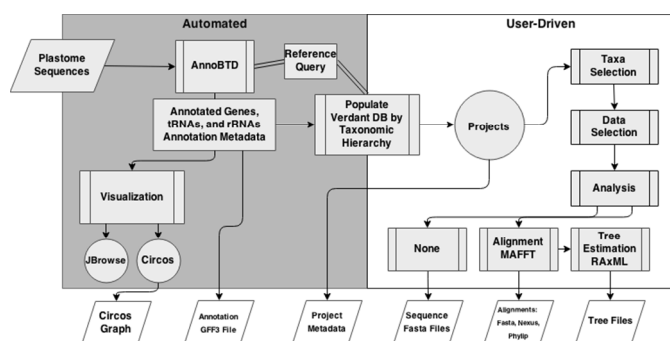 Automated
User-Driven
Plastome
Sequences
AnnoBTD
Reference
Query
Taxa
Selection
Annotated Genes,
tRNAs, and rRNAs
Annotation Metadata
Populate
Verdant DB by
Taxonomic
Hierarchy
Projects
Data
Selection
Visualization
Analysis
JBrowse
Circos
None
Alignment
MAFFT
Tree
Estimation
RAxML
Circos
Graph
Annotation
GFF3 File
Project
Metadata
Sequence
Fasta Files
Alignments:
Fasta, Nexus,
Phylip
Tree Files